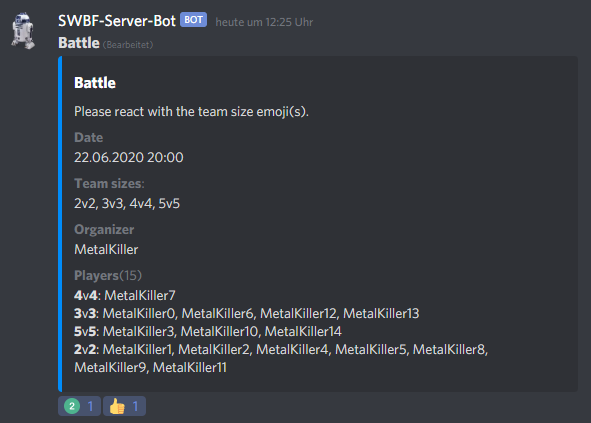 SWBF-Server-Bot BOT heute um 12:25 Uhr
Battle (Bearbeitet)
Battle
Please react with the team size emoji(s).
Date
22.06.2020 20:00
Team sizes:
2v2, 3v3, 4v4, 5v5
Organizer
MetalKiller
Players(15)
4v4: MetalKiller7
3v3: MetalKiller0, MetalKiller6, MetalKiller12, MetalKiller13
5v5: MetalKiller3, MetalKiller10, MetalKiller14
2v2: MetalKiller1, MetalKiller2, MetalKiller4, MetalKiller5, MetalKiller8,
MetalKiller9, MetalKiller11
2 1 1